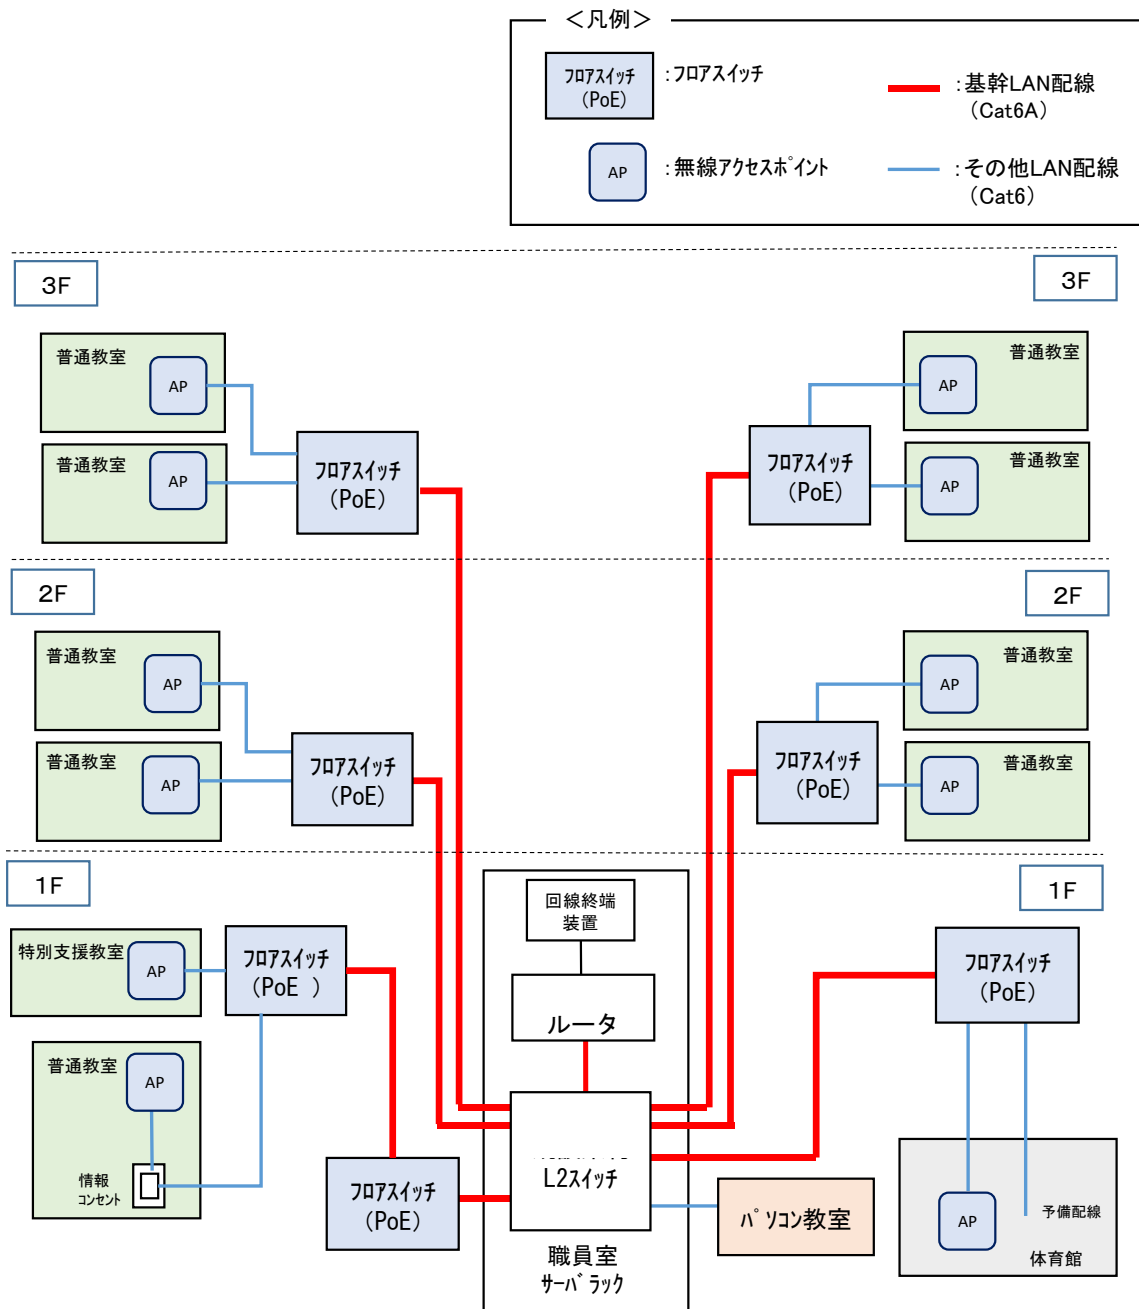 ＜凡例＞
フロアスイッチ
(PoE)
:フロアスイッチ
:基幹LAN配線
(Cat6A)
AP
:無線アクセスポイント
:その他LAN配線
(Cat6)
3F
3F
普通教室
AP
普通教室
AP
フロアスイッチ
(PoE)
普通教室
AP
普通教室
AP
フロアスイッチ
(PoE)
2F
2F
普通教室
AP
普通教室
AP
フロアスイッチ
(PoE)
普通教室
AP
普通教室
AP
フロアスイッチ
(PoE)
1F
1F
回線終端
装置
ルータ
特別支援教室
AP
フロアスイッチ
(PoE )
普通教室
AP
情報
コンセント
フロアスイッチ
(PoE)
L2スイッチ
職員室
サーバラック
パソコン教室
フロアスイッチ
(PoE)
AP
予備配線
体育館